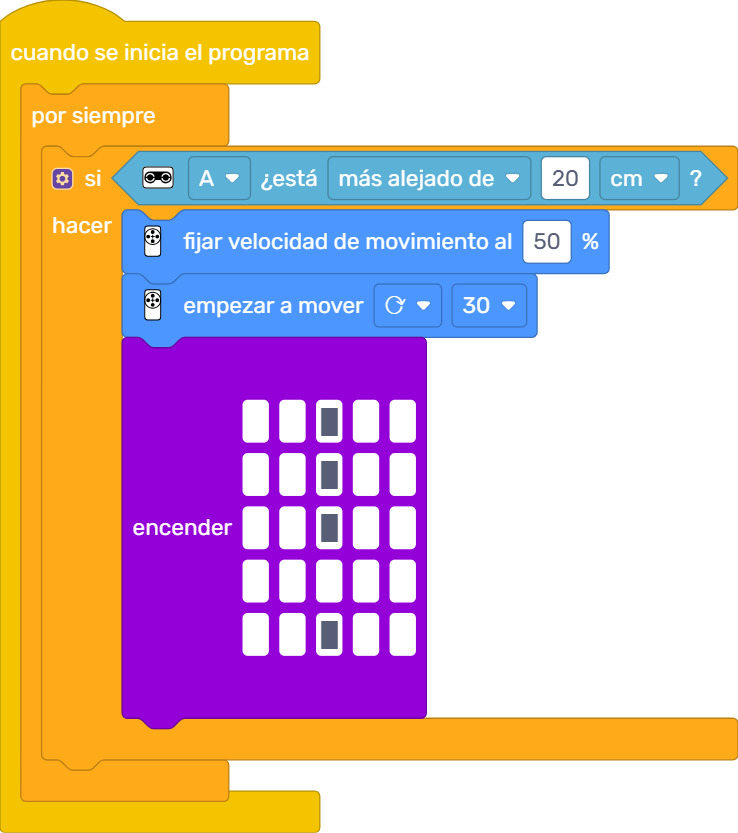 cuando se inicia el programa
por siempre
si A ¿está más alejado de 20 cm ?
hacer
fijar velocidad de movimiento al 50 %
empezar a mover 30
encender